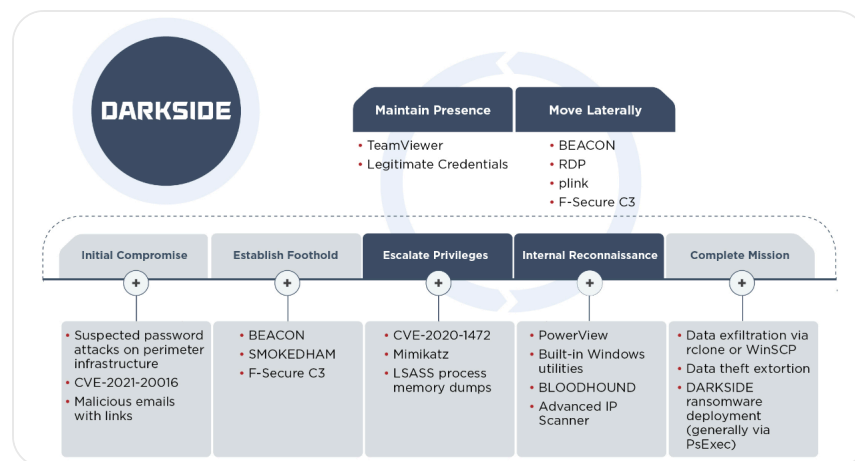 DARKSIDE
Maintain Presence
• TeamViewer
• Legitimate Credentials
Move Laterally
• BEACON
• RDP
• plink
• F-Secure C3
Initial Compromise
+
• Suspected password
attacks on perimeter
infrastructure
• CVE-2021-20016
• Malicious emails
with links
Establish Foothold
+
• BEACON
• SMOKEDHAM
• F-Secure C3
Escalate Privileges
+
• CVE-2020-1472
• Mimikatz
• LSASS process
memory dumps
Internal Reconnaissance
+
• PowerView
• Built-in Windows
utilities
• BLOODHOUND
• Advanced IP
Scanner
Complete Mission
+
• Data exfiltration via
rclone or WinSCP
• Data theft extortion
• DARKSIDE
ransomware
deployment
(generally via
PsExec)